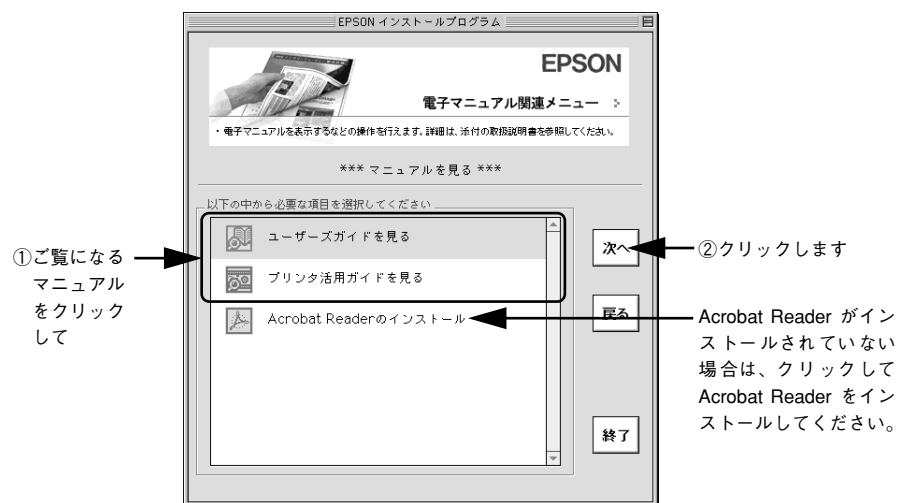 EPSON インストールプログラム
EPSON
電子マニュアル関連メニュー
・電子マニュアルを表示するなどの操作を行えます。詳細は、添付の取扱説明書を参照してください。
*** マニュアルを見る ***
以下の中から必要な項目を選択してください
ユーザーズガイドを見る
プリンタ活用ガイドを見る
Acrobat Readerのインストール
次へ
戻る
終了
①ご覧になる
マニュアル
をクリック
して
②クリックします
Acrobat Reader がイン
ストールされていない
場合は、クリックして
Acrobat Reader をイン
ストールしてください。